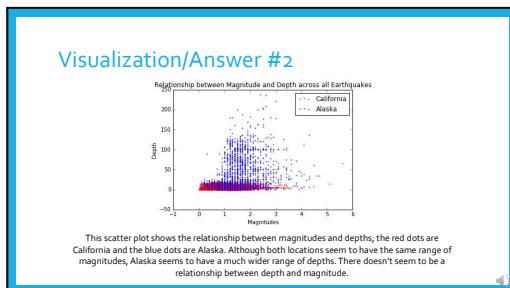 Visualization/Answer #2
Relationship between Magnitude and Depth across all Earthquakes
250
200
150
100
50
0
−50
Depth
California
Alaska
−1 0 1 2 3 4 5 6
Magnitudes
This scatter plot shows the relationship between magnitudes and depths; the red dots are
California and the blue dots are Alaska. Although both locations seem to have the same range of
magnitudes, Alaska seems to have a much wider range of depths. There doesn't seem to be a
relationship between depth and magnitude.